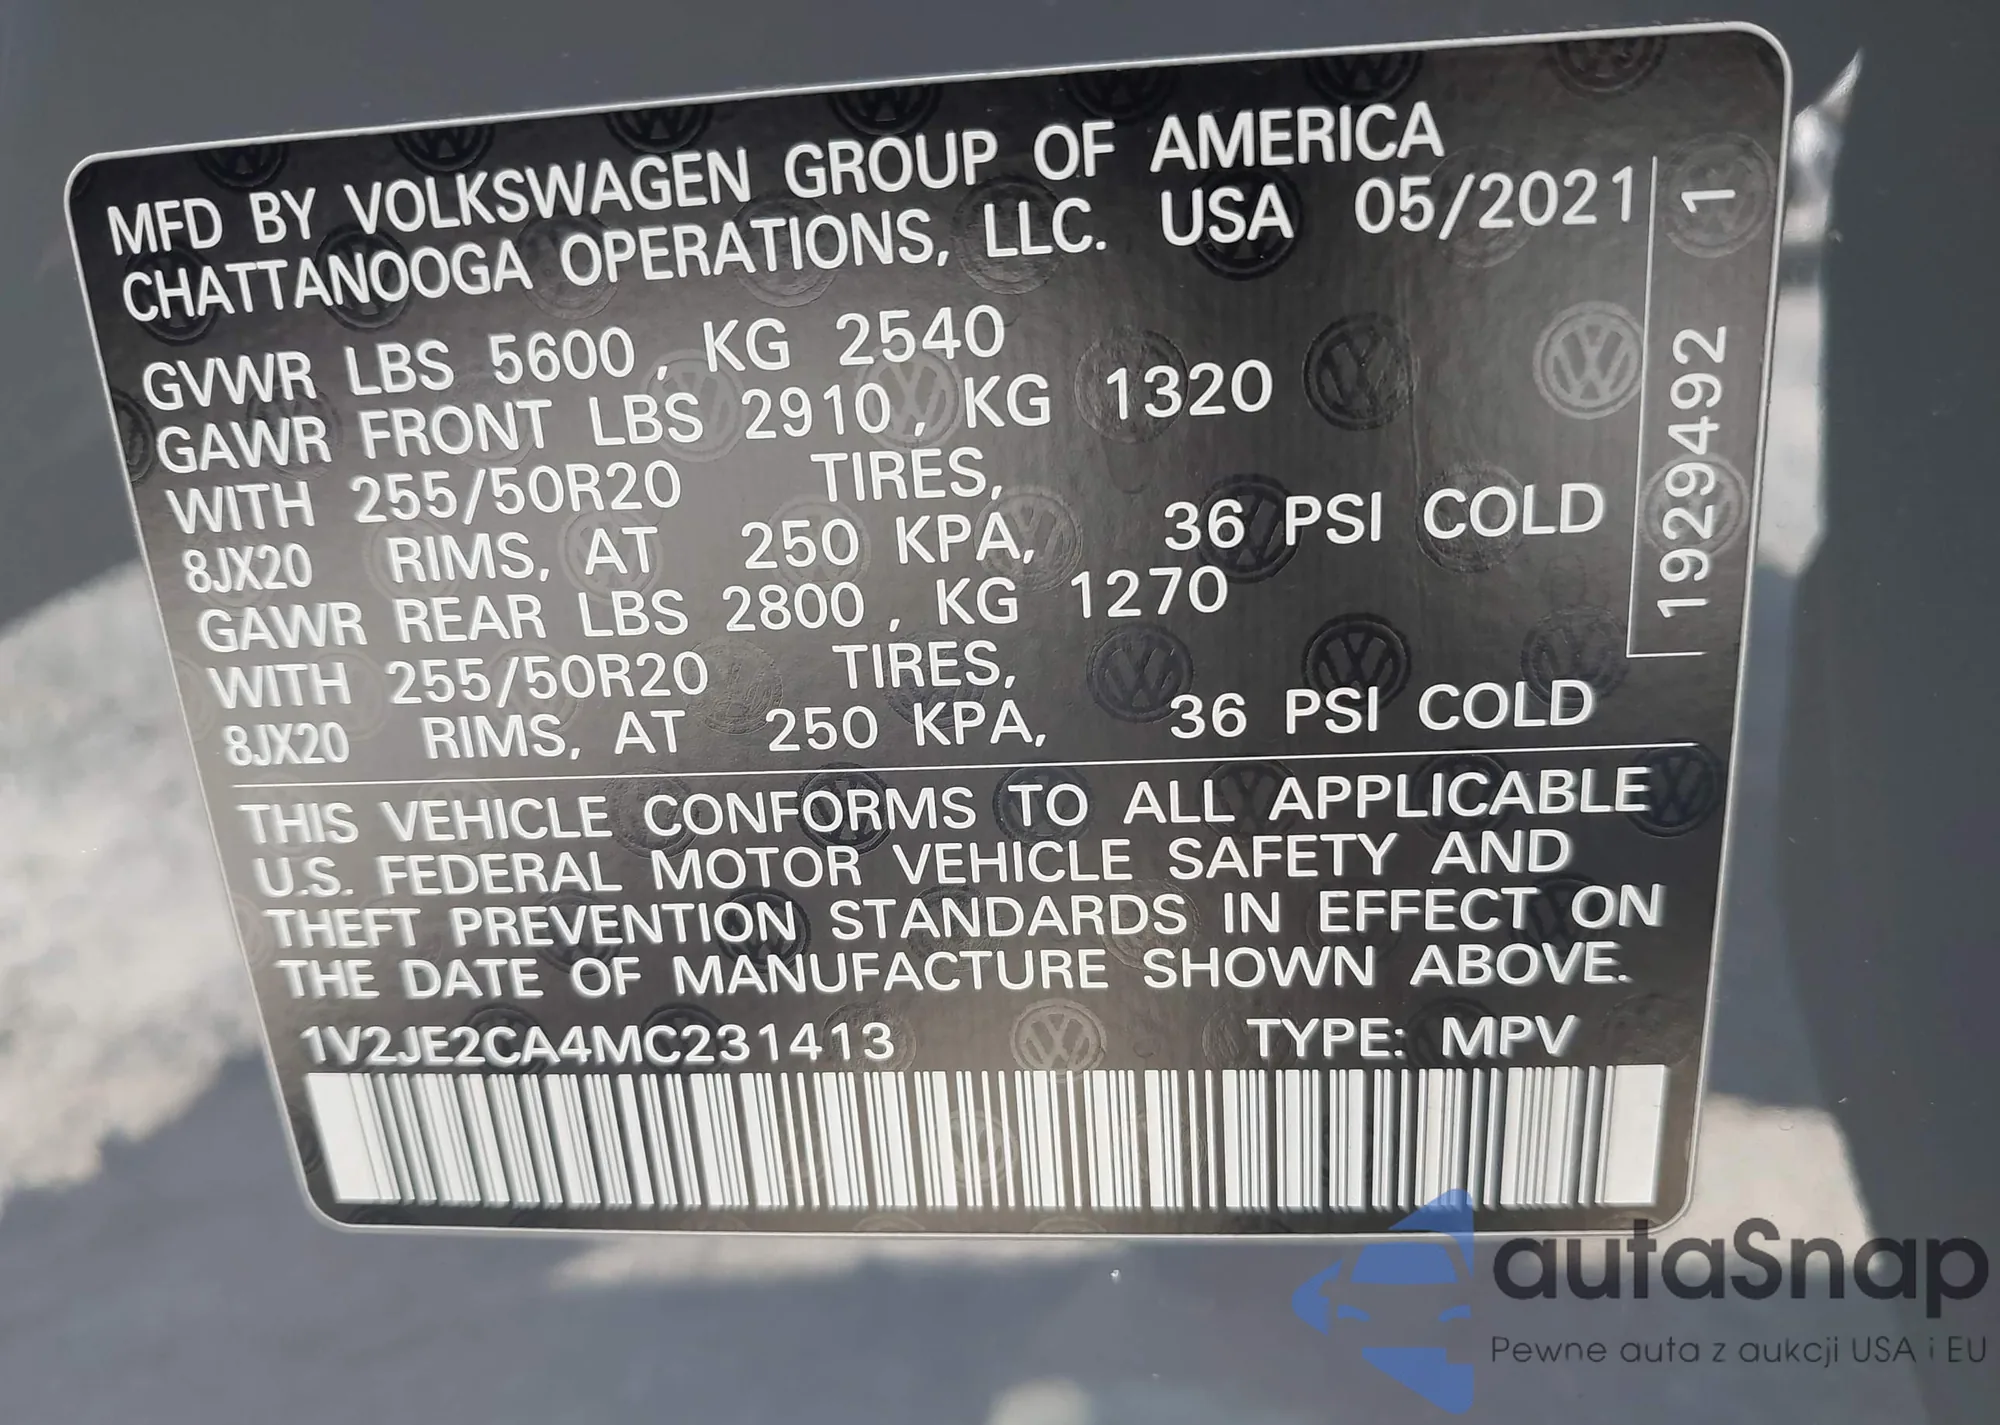 MFD BY VOLKSWAGEN GROUP OF AMERICA
CHATTANOOGA OPERATIONS, LLC. USA 05/2021
GVWR LBS 5600, KG 2540
GAWR FRONT LBS 2910, KG 1320
WITH 255/50R20 TIRES,
8JX20 RIMS, AT 250 KPA, 36 PSI COLD
GAWR REAR LBS 2800, KG 1270
WITH 255/50R20 TIRES,
8JX20 RIMS, AT 250 KPA, 36 PSI COLD
1929492 1
THIS VEHICLE CONFORMS TO ALL APPLICABLE
U.S. FEDERAL MOTOR VEHICLE SAFETY AND
THEFT PREVENTION STANDARDS IN EFFECT ON
THE DATE OF MANUFACTURE SHOWN ABOVE.
1V2JE2CA4MC231413 TYPE: MPV
autaSnap
Pewne auta z aukcji USA i EU